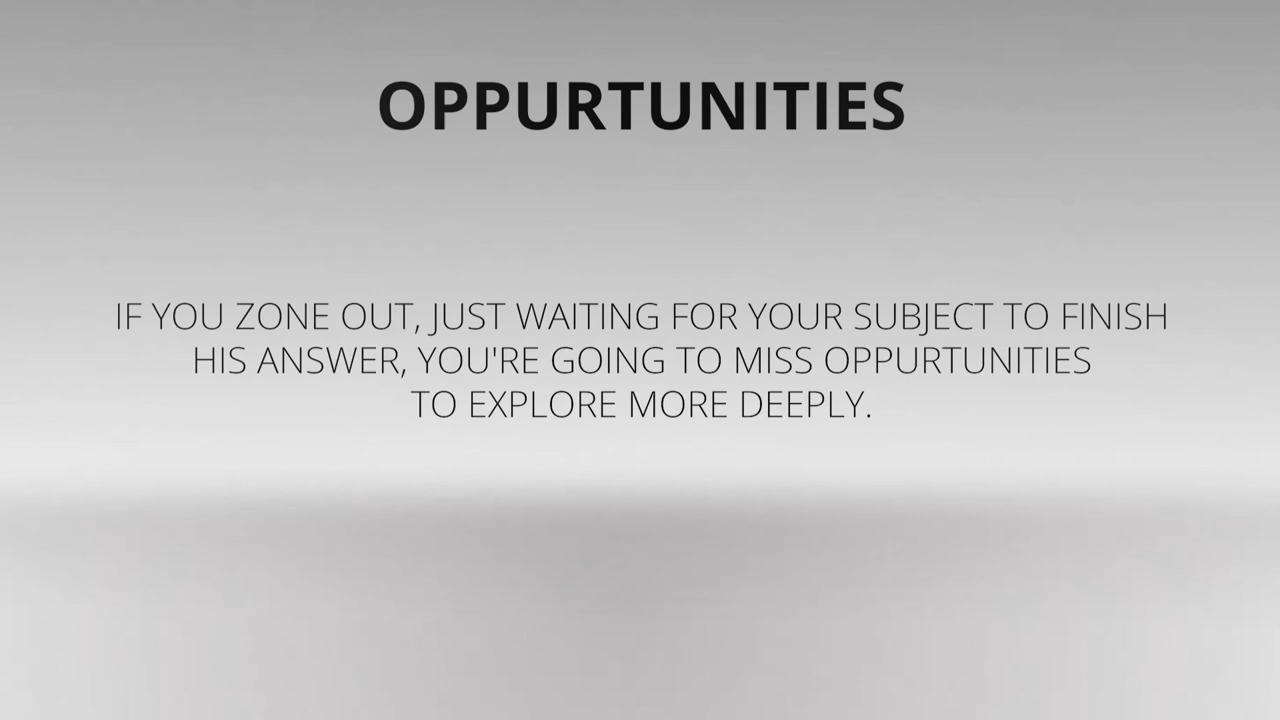 OPPURTUNITIES
IF YOU ZONE OUT, JUST WAITING FOR YOUR SUBJECT TO FINISH
HIS ANSWER, YOU'RE GOING TO MISS OPPURTUNITIES
TO EXPLORE MORE DEEPLY.